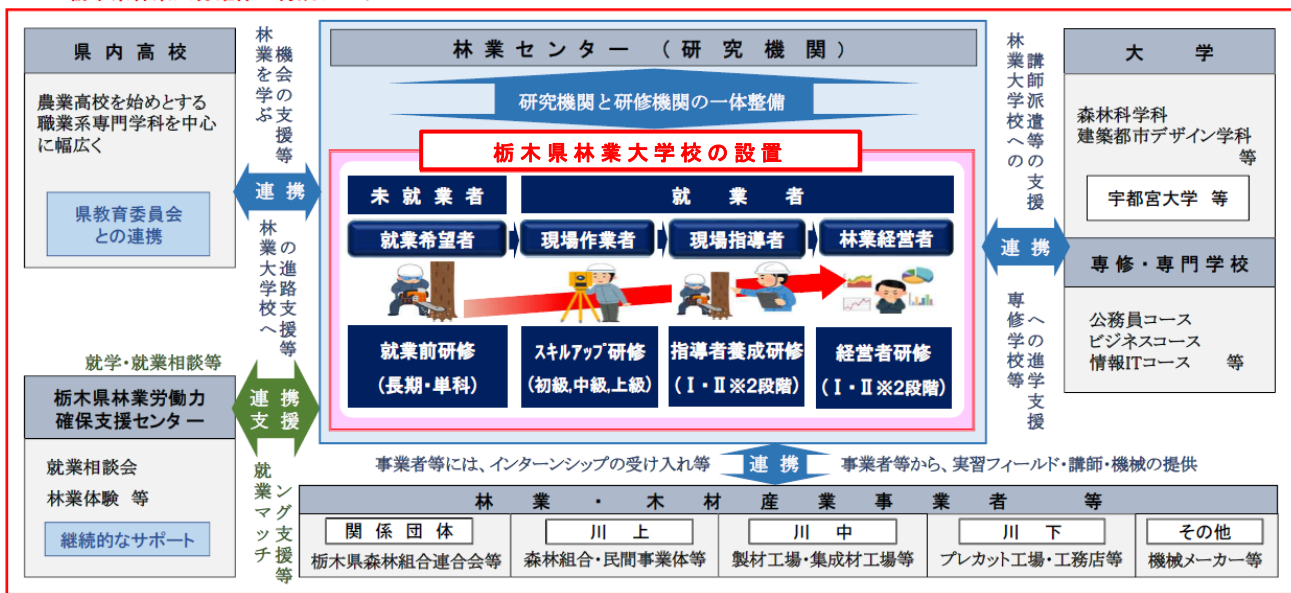 県内高校
農業高校を始めとする
職業系専門学科を中心
に幅広く
県教育委員会
との連携
林業を学ぶ
機会の支援等
連携
林業大学校へ
の進路支援等
就学・就業相談等
栃木県林業労働力
確保支援センター
就業相談会
林業体験 等
継続的なサポート
連携
支援
就業マッチ
ング支援等
林業センター(研究機関)
研究機関と研修機関の一体整備
栃木県林業大学校の設置
未就業者
就業者
就業希望者
現場作業者
現場指導者
林業経営者
就業前研修
(長期・単科)
スキルアップ研修
(初級,中級,上級)
指導者養成研修
(Ⅰ・Ⅱ※2段階)
経営者研修
(Ⅰ・Ⅱ※2段階)
林業大学校への
講師派遣等の支援
連携
専修学校等
への進学支援
大学
森林科学科
建築都市デザイン学科
等
宇都宮大学 等
専修・専門学校
公務員コース
ビジネスコース
情報ITコース 等
事業者等には、インターンシップの受け入れ等
連携
事業者等から、実習フィールド・講師・機械の提供
林業・木材産業事業者等
関係団体
栃木県森林組合連合会等
川上
森林組合・民間事業体等
川中
製材工場・集成材工場等
川下
プレカット工場・工務店等
その他
機械メーカー等